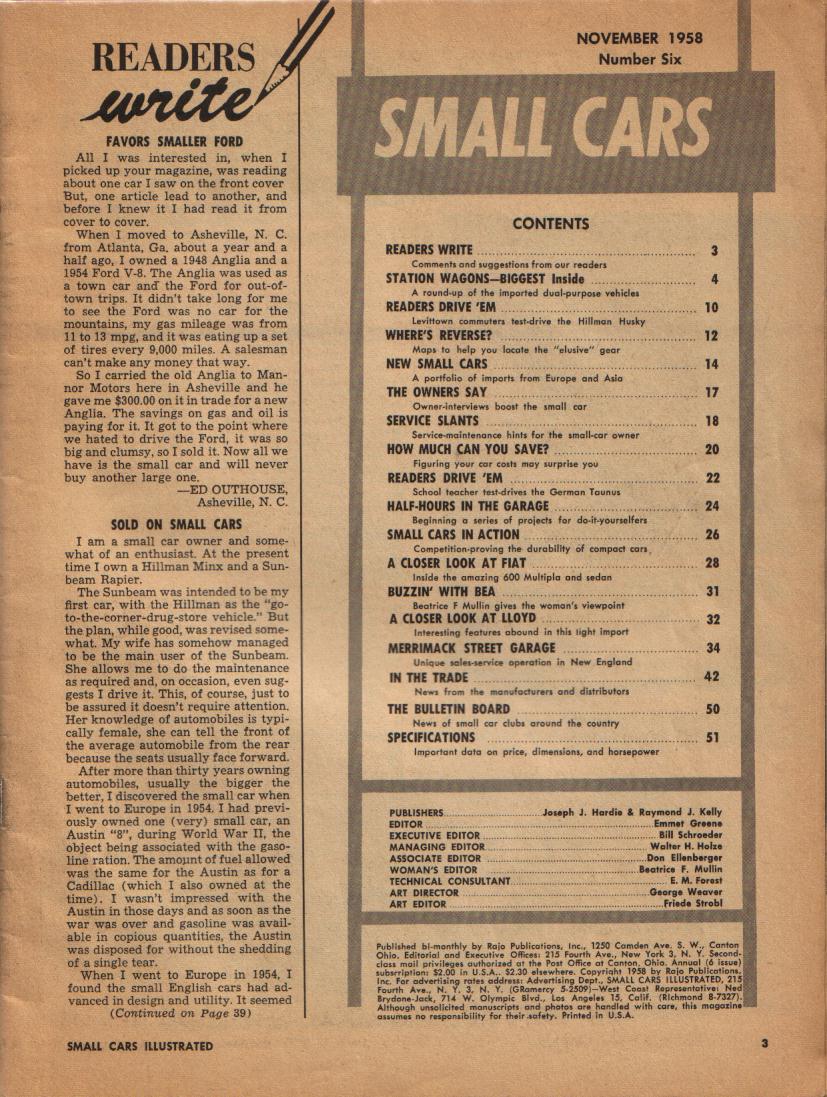 READERS
write
FAVORS SMALLER FORD
All I was interested in, when I
picked up your magazine, was reading
about one car I saw on the front cover
But, one article lead to another, and
before I knew it I had read it from
cover to cover.
When I moved to Asheville, N. C.
from Atlanta, Ga. about a year and a
half ago, I owned a 1948 Anglia and a
1954 Ford V-8. The Anglia was used as
a town car and the Ford for out-of-
town trips. It didn't take long for me
to see the Ford was no car for the
mountains, my gas mileage was from
11 to 13 mpg, and it was eating up a set
of tires every 9,000 miles. A salesman
can't make any money that way.
So I carried the old Anglia to Man-
nor Motors here in Asheville and he
gave me $300.00 on it in trade for a new
Anglia. The savings on gas and oil is
paying for it. It got to the point where
we hated to drive the Ford, it was so
big and clumsy, so I sold it. Now all we
have is the small car and will never
buy another large one.
—ED OUTHOUSE,
Asheville, N. C.
SOLD ON SMALL CARS
I am a small car owner and some-
what of an enthusiast. At the present
time I own a Hillman Minx and a Sun-
beam Rapier.
The Sunbeam was intended to be my
first car, with the Hillman as the "go-
to-the-corner-drug-store vehicle." But
the plan, while good, was revised some-
what. My wife has somehow managed
to be the main user of the Sunbeam.
She allows me to do the maintenance
as required and, on occasion, even sug-
gests I drive it. This, of course, just to
be assured it doesn't require attention.
Her knowledge of automobiles is typi-
cally female, she can tell the front of
the average automobile from the rear
because the seats usually face forward.
After more than thirty years owning
automobiles, usually the bigger the
better, I discovered the small car when
I went to Europe in 1954. I had previ-
ously owned one (very) small car, an
Austin "8", during World War II, the
object being associated with the gaso-
line ration. The amount of fuel allowed
was the same for the Austin as for a
Cadillac (which I also owned at the
time). I wasn't impressed with the
Austin in those days and as soon as the
war was over and gasoline was avail-
able in copious quantities, the Austin
was disposed for without the shedding
of a single tear.
When I went to Europe in 1954, I
found the small English cars had ad-
vanced in design and utility. It seemed
(Continued on Page 39)
NOVEMBER 1958
Number Six
SMALL CARS
CONTENTS
READERS WRITE 3
Comments and suggestions from our readers
STATION WAGONS—BIGGEST Inside 4
A round-up of the imported dual-purpose vehicles
READERS DRIVE 'EM 10
Levittown commuters test-drive the Hillman Husky
WHERE'S REVERSE? 12
Maps to help you locate the "elusive" gear
NEW SMALL CARS 14
A portfolio of imports from Europe and Asia
THE OWNERS SAY 17
Owner-interviews boost the small car
SERVICE SLANTS 18
Service-maintenance hints for the small-car owner
HOW MUCH CAN YOU SAVE? 20
Figuring your car costs may surprise you
READERS DRIVE 'EM 22
School teacher test-drives the German Taunus
HALF-HOURS IN THE GARAGE 24
Beginning a series of projects for do-it-yourselfers
SMALL CARS IN ACTION 26
Competition-proving the durability of compact cars
A CLOSER LOOK AT FIAT 28
Inside the amazing 600 Multipla and sedan
BUZZIN' WITH BEA 31
Beatrice F Mullin gives the woman's viewpoint
A CLOSER LOOK AT LLOYD 32
Interesting features abound in this light import
MERRIMACK STREET GARAGE 34
Unique sales-service operation in New England
IN THE TRADE 42
News from the manufacturers and distributors
THE BULLETIN BOARD 50
News of small car clubs around the country
SPECIFICATIONS 51
Important data on price, dimensions, and horsepower
PUBLISHERS Joseph J. Hardie & Raymond J. Kelly
EDITOR Emmet Greene
EXECUTIVE EDITOR Bill Schroeder
MANAGING EDITOR Walter H. Holze
ASSOCIATE EDITOR Don Ellenberger
WOMAN'S EDITOR Beatrice F. Mullin
TECHNICAL CONSULTANT E. M. Forest
ART DIRECTOR George Weaver
ART EDITOR Friede Strobl
Published bi-monthly by Rajo Publications, Inc., 1250 Camden Ave. S. W., Canton
Ohio. Editorial and Executive Offices: 215 Fourth Ave., New York 3, N. Y. Second-
class mail privileges authorized at the Post Office at Canton, Ohio. Annual (6 issue)
subscription: $2.00 in U.S.A.. $2.30 elsewhere. Copyright 1958 by Rajo Publications,
Inc. For advertising rates address: Advertising Dept., SMALL CARS ILLUSTRATED, 215
Fourth Ave., N. Y. 3, N. Y. (GRamercy 5-2509)—West Coast Representative: Ned
Brydone-Jack, 714 W. Olympic Blvd., Los Angeles 15, Calif. (RIchmond 8-7327).
Although unsolicited manuscripts and photos are handled with care, this magazine
assumes no responsibility for their safety. Printed in U.S.A.
SMALL CARS ILLUSTRATED
3